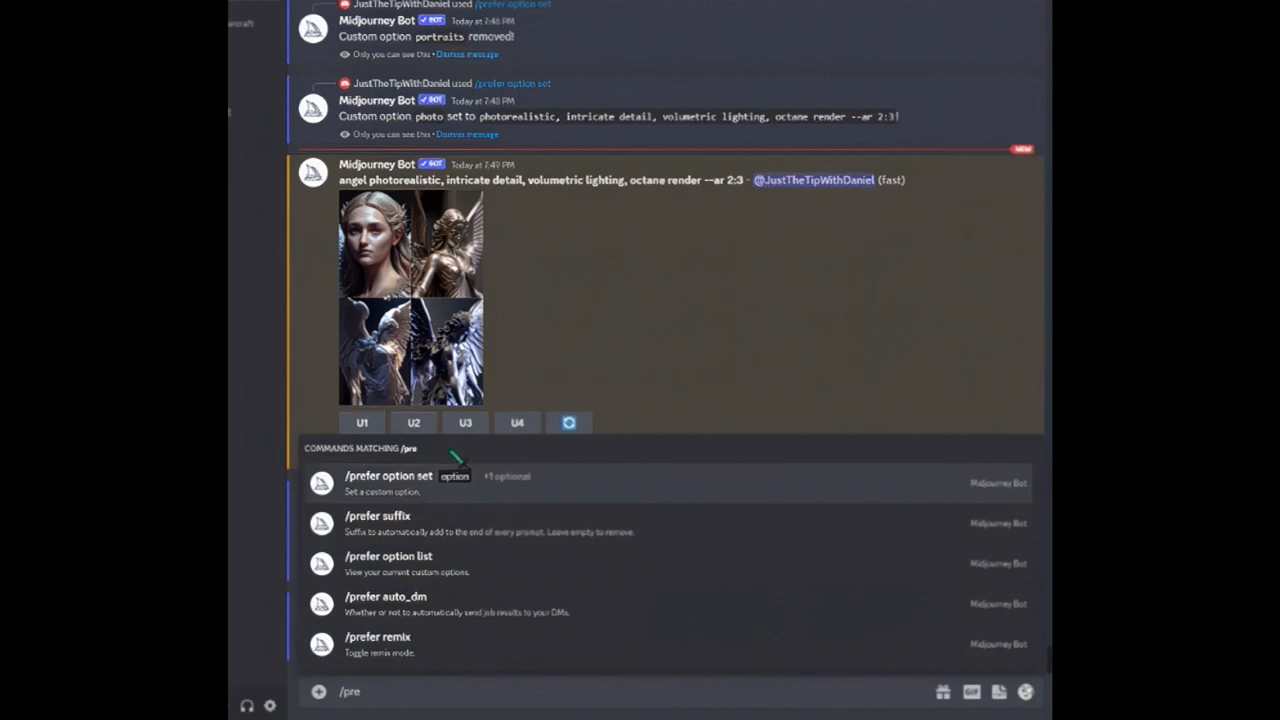 JustTheTipWithDaniel used /prefer option set
Midjourney Bot ✓ BOT Today at 7:46 PM
Custom option portraits removed!
Only you can see this • Dismiss message
JustTheTipWithDaniel used /prefer option set
Midjourney Bot ✓ BOT Today at 7:48 PM
Custom option photo set to photorealistic, intricate detail, volumetric lighting, octane render --ar 2:3!
Only you can see this • Dismiss message
NEW
Midjourney Bot ✓ BOT Today at 7:49 PM
angel photorealistic, intricate detail, volumetric lighting, octane render --ar 2:3 - @JustTheTipWithDaniel (fast)
U1 U2 U3 U4
COMMANDS MATCHING /pre
/prefer option set option +1 optional
Set a custom option. Midjourney Bot
/prefer suffix
Suffix to automatically add to the end of every prompt. Leave empty to remove. Midjourney Bot
/prefer option list
View your current custom options. Midjourney Bot
/prefer auto_dm
Whether or not to automatically send job results to your DMs. Midjourney Bot
/prefer remix
Toggle remix mode. Midjourney Bot
/pre GIF